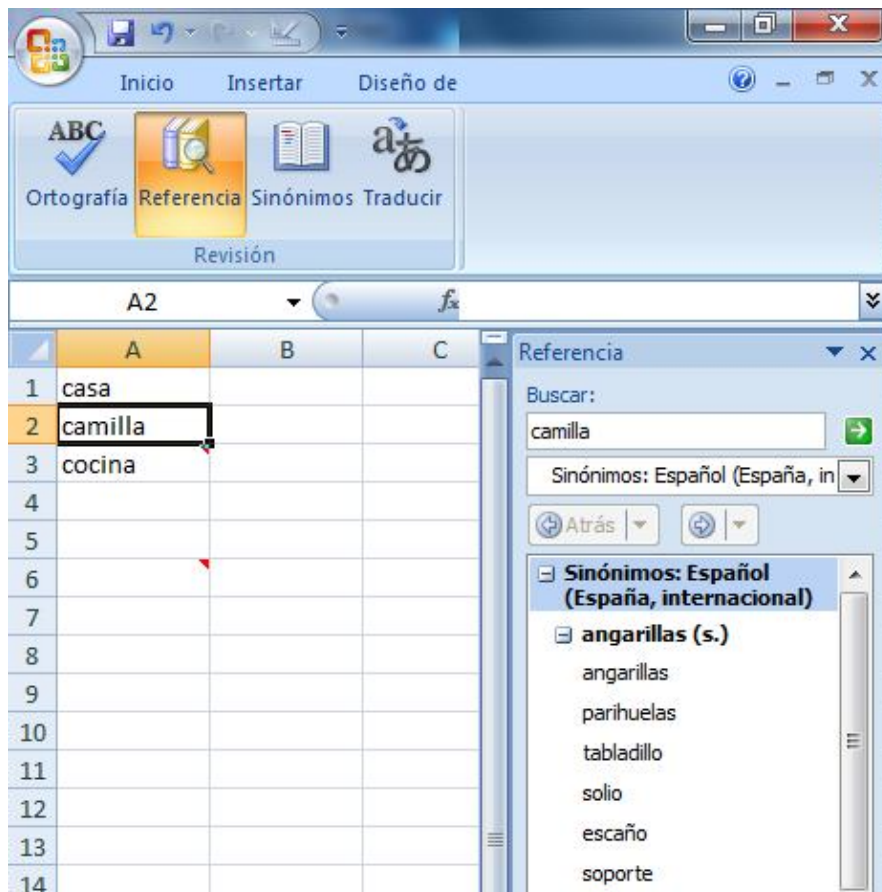 Inicio Insertar Diseño de
ABC
Ortografía Referencia Sinónimos Traducir
Revisión
A2 fx
A B C
1 casa
2 camilla
3 cocina
4
5
6
7
8
9
10
11
12
13
14
Referencia
Buscar:
camilla
Sinónimos: Español (España, in
Atrás
Sinónimos: Español
(España, internacional)
angarillas (s.)
angarillas
parihuelas
tabladillo
solio
escaño
soporte